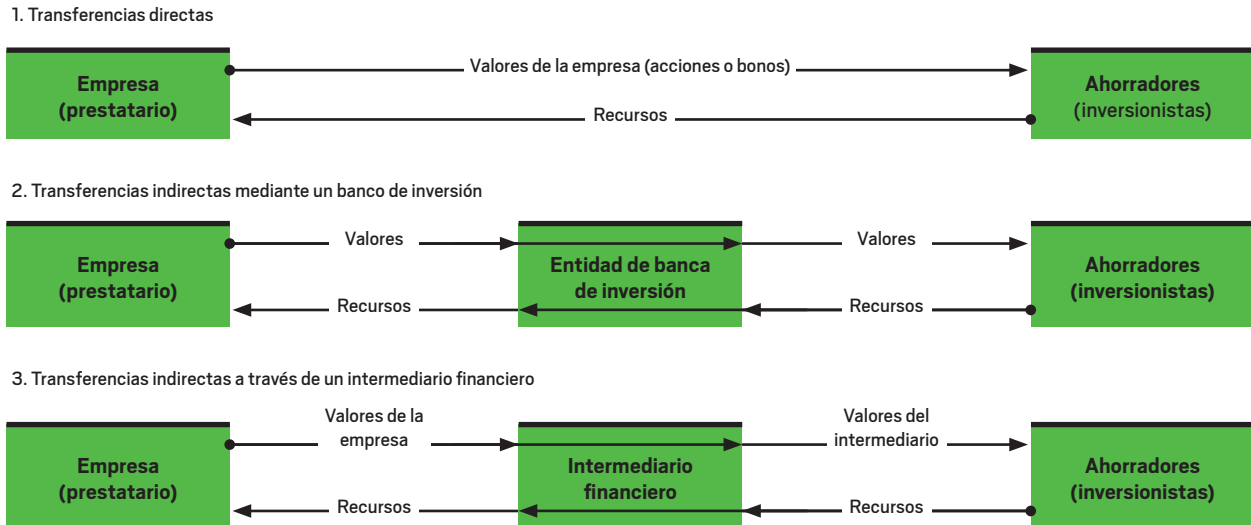 1. Transferencias directas
Empresa
(prestatario)
Valores de la empresa (acciones o bonos)
Recursos
Ahorradores
(inversionistas)
2. Transferencias indirectas mediante un banco de inversión
Empresa
(prestatario)
Valores
Recursos
Entidad de banca
de inversión
Valores
Recursos
Ahorradores
(inversionistas)
3. Transferencias indirectas a través de un intermediario financiero
Empresa
(prestatario)
Valores de la
empresa
Recursos
Intermediario
financiero
Valores del
intermediario
Recursos
Ahorradores
(inversionistas)